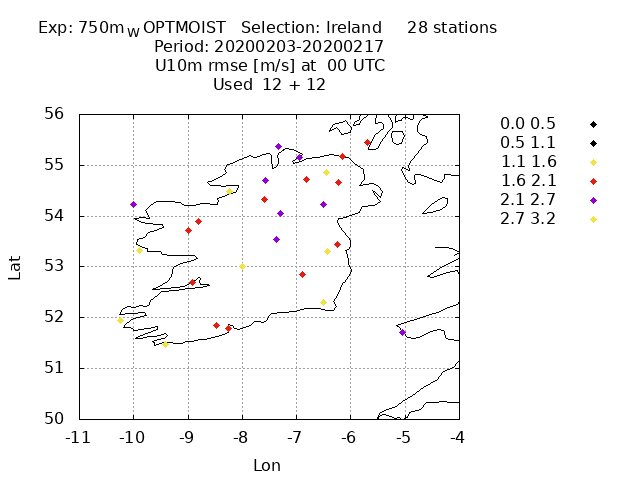 Exp: 750mW OPTMOIST Selection: Ireland 28 stations
Period: 20200203-20200217
U10m rmse [m/s] at 00 UTC
Used 12 + 12
0.0 0.5
0.5 1.1
1.1 1.6
1.6 2.1
2.1 2.7
2.7 3.2
56
55
54
53
52
51
50
Lat
-11 -10 -9 -8 -7 -6 -5 -4
Lon